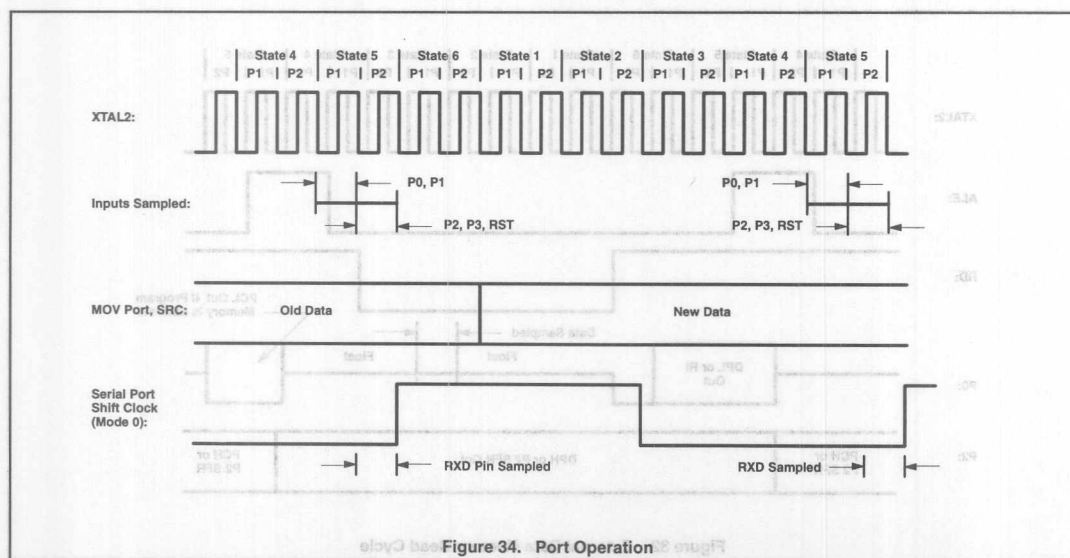 State 4 State 5 State 6 State 1 State 2 State 3 State 4 State 5
P1 P2 P1 P2 P1 P2 P1 P2 P1 P2 P1 P2 P1 P2 P1 P2
XTAL2:
P0, P1 P0, P1
Inputs Sampled:
P2, P3, RST P2, P3, RST
MOV Port, SRC: Old Data New Data
Serial Port
Shift Clock
(Mode 0):
RXD Pin Sampled RXD Sampled
Figure 34. Port Operation